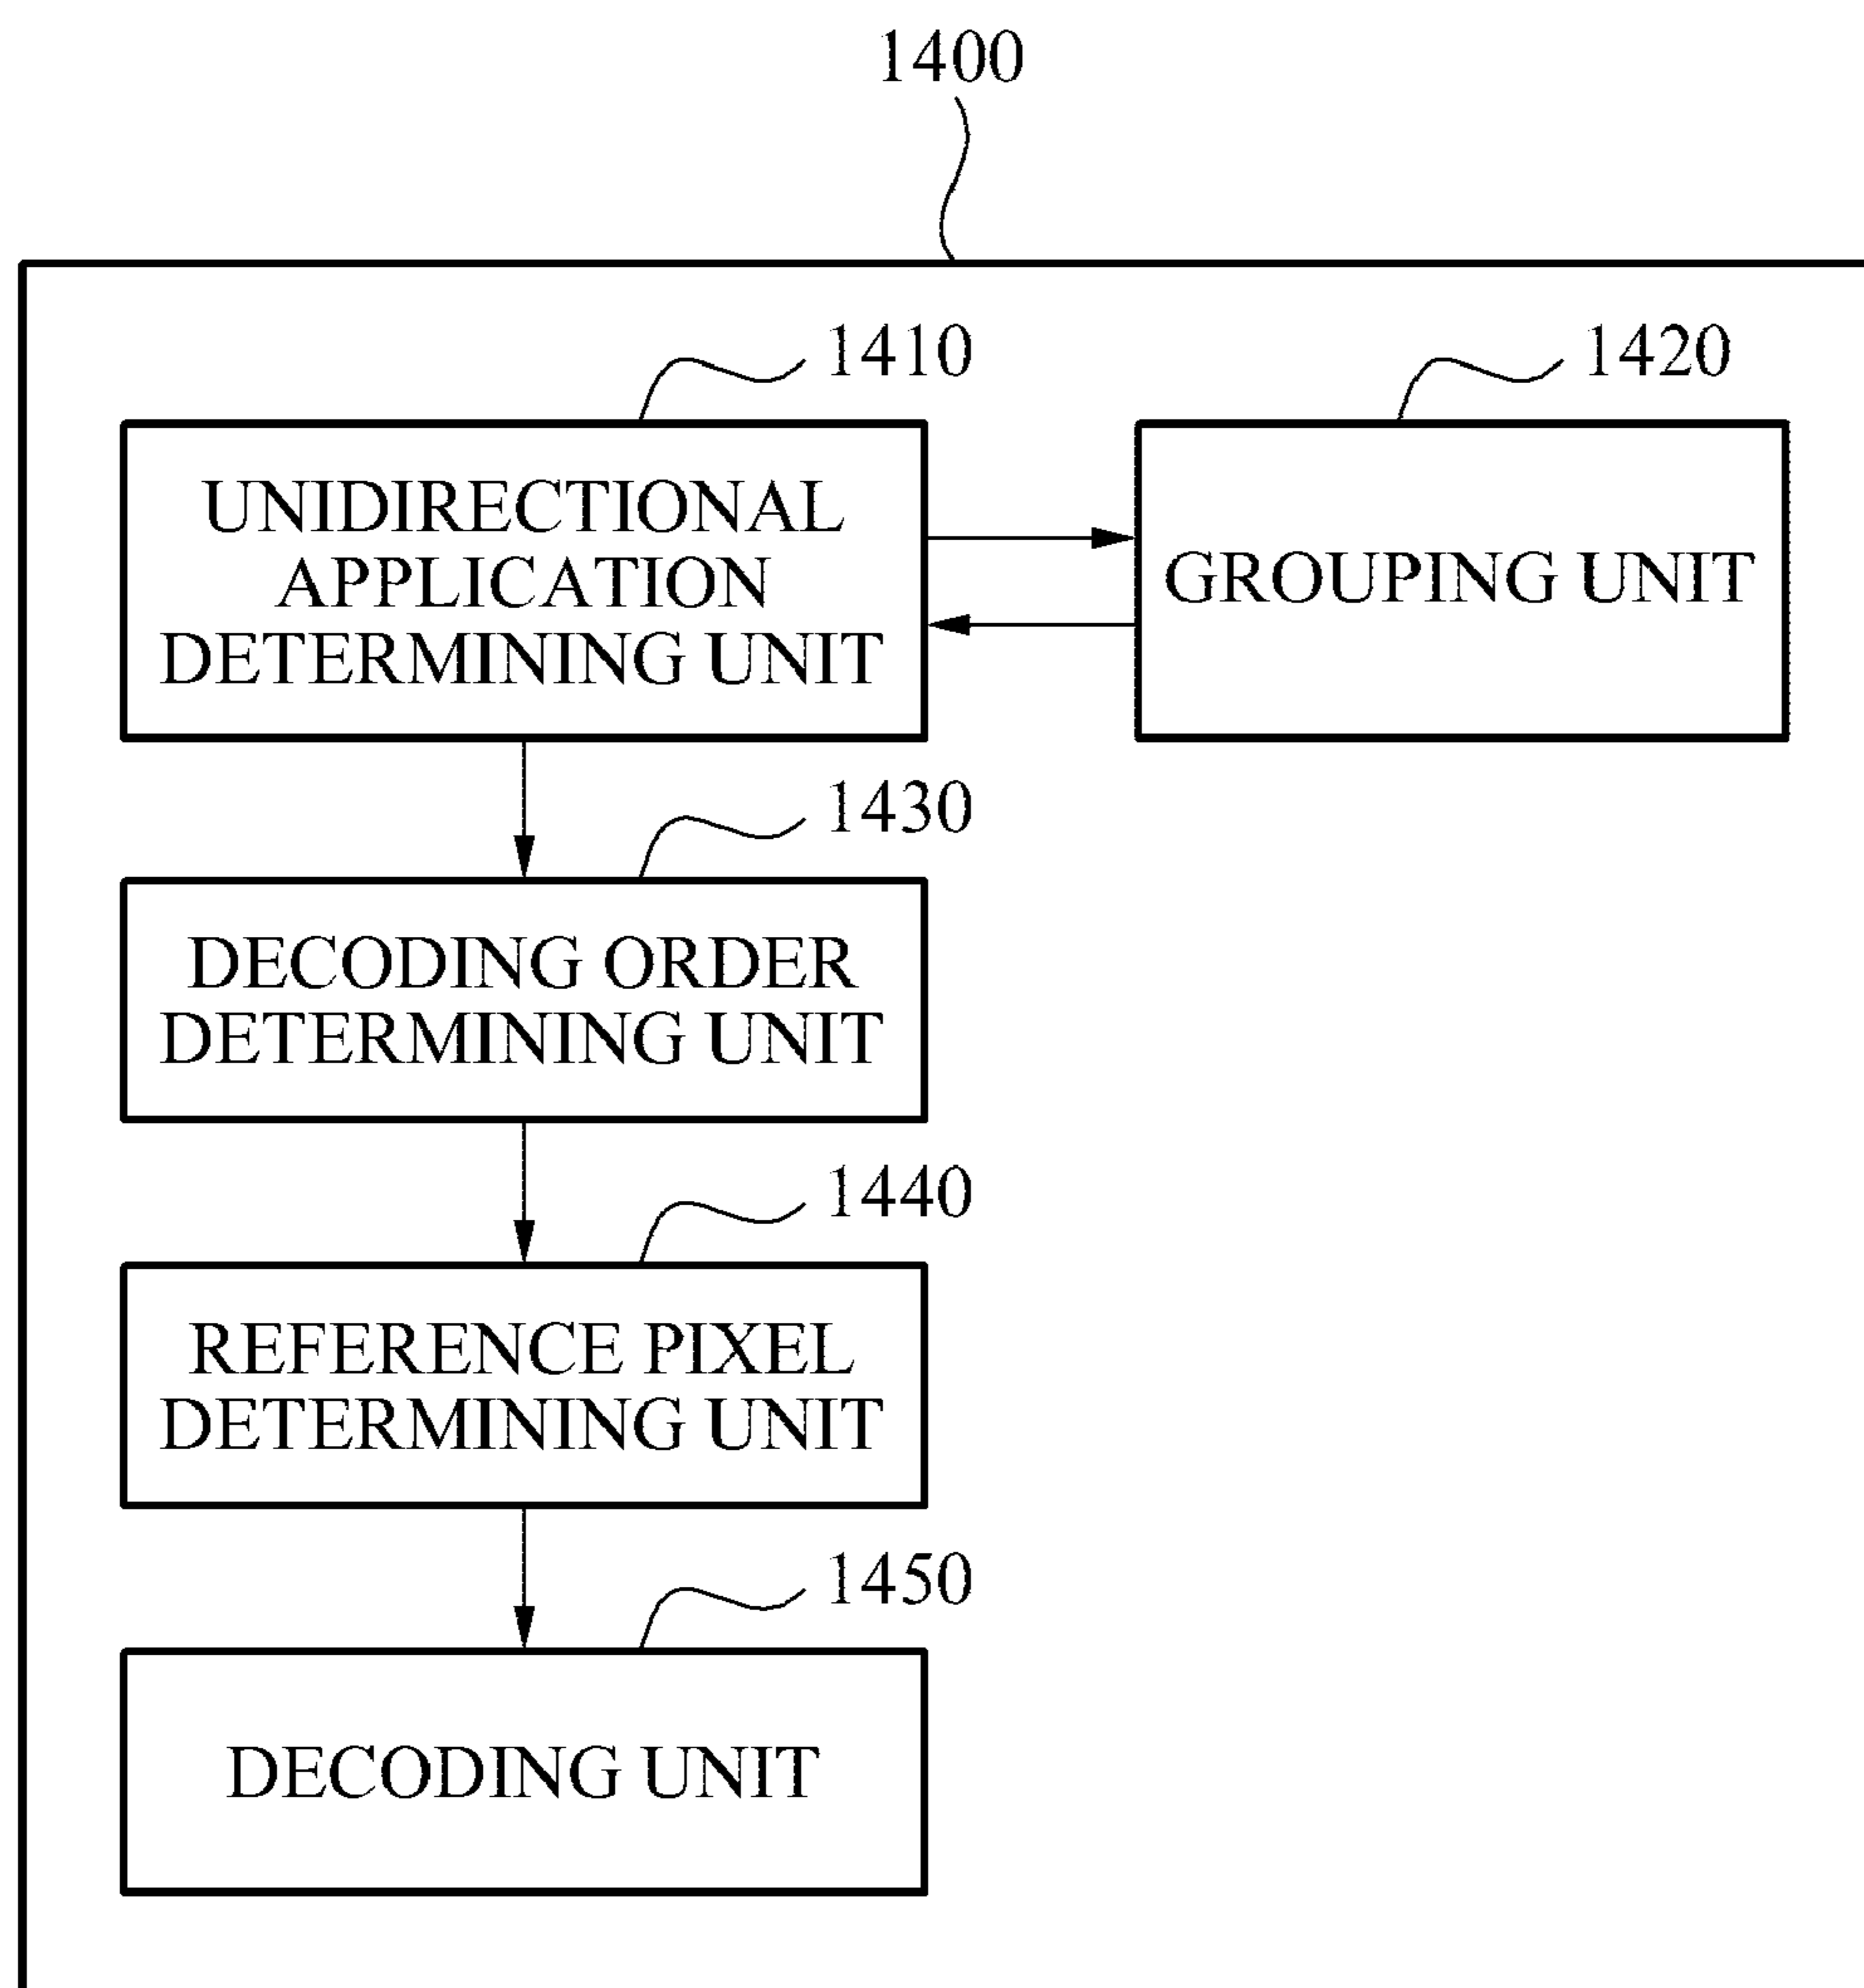 1400
1410
1420
UNIDIRECTIONAL
APPLICATION
DETERMINING UNIT
GROUPING UNIT
1430
DECODING ORDER
DETERMINING UNIT
1440
REFERENCE PIXEL
DETERMINING UNIT
1450
DECODING UNIT